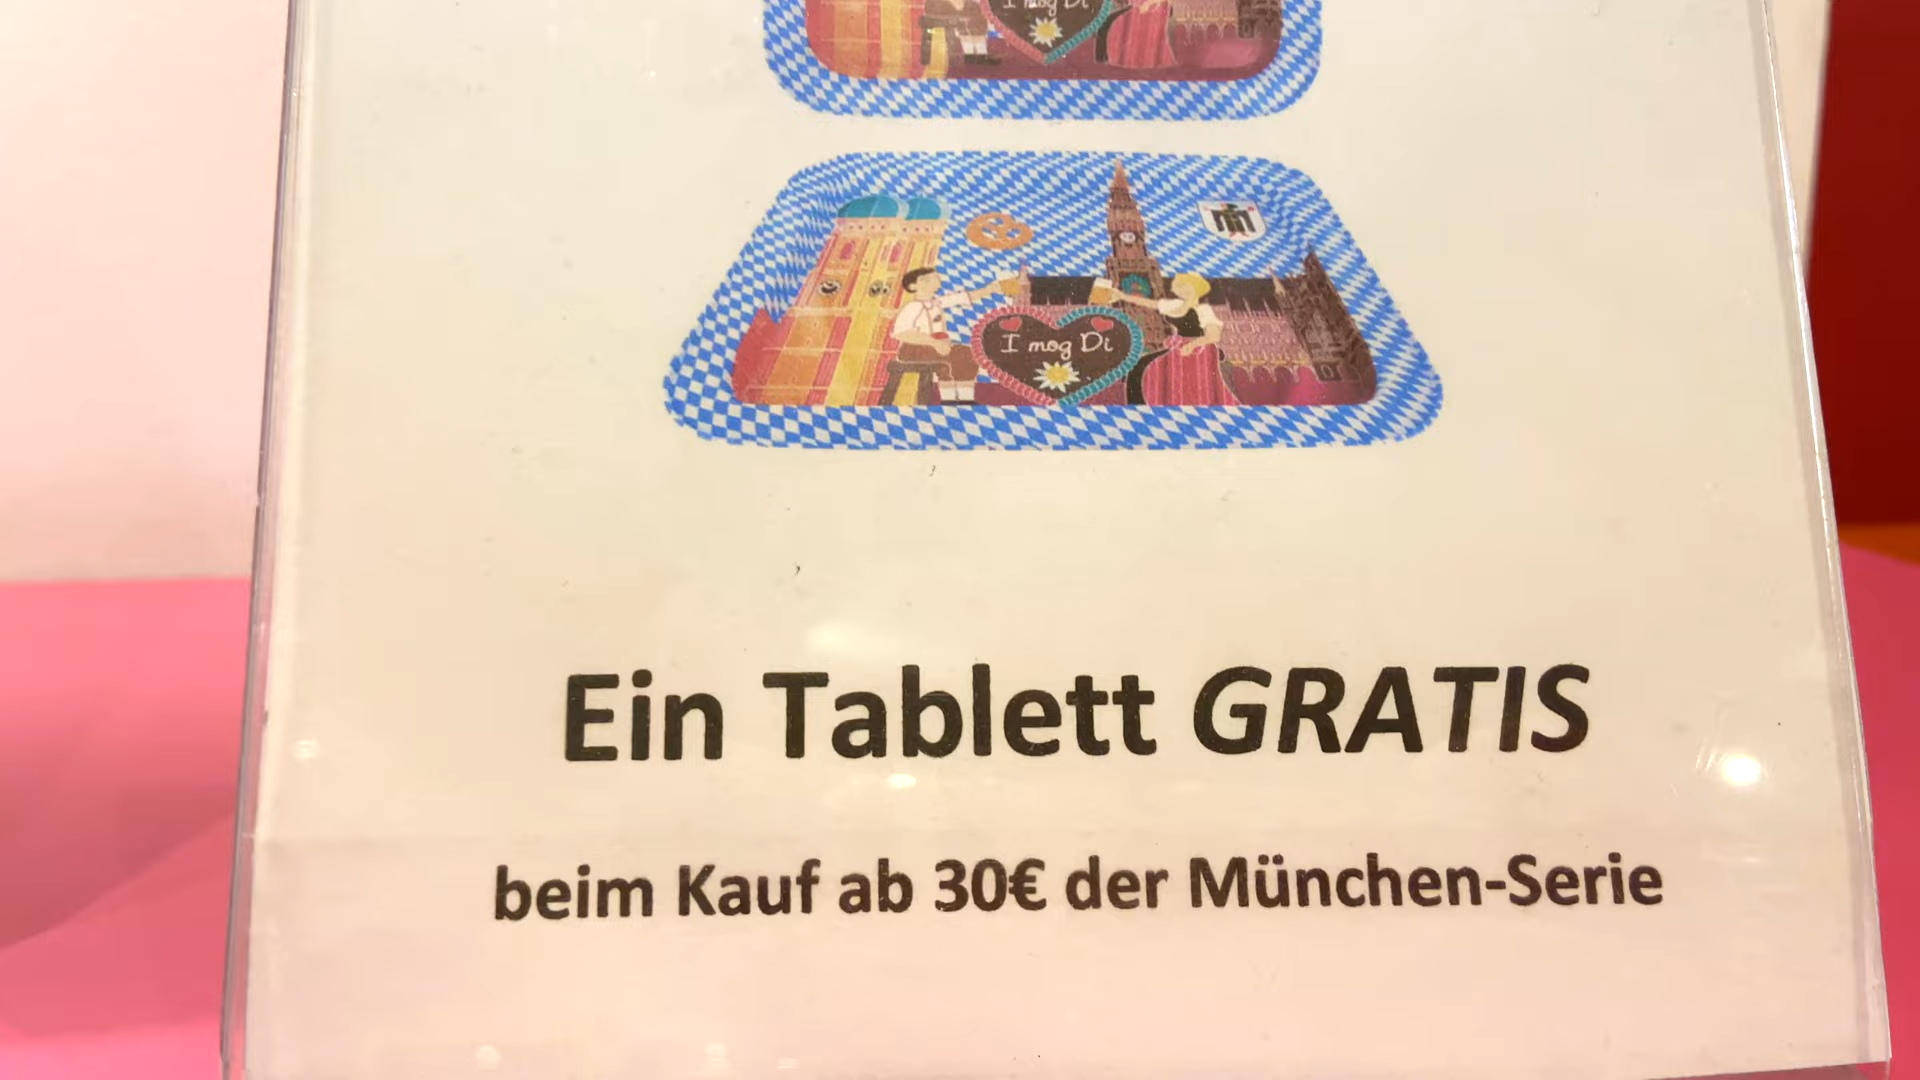 I mog Di
I mog Di
Ein Tablett GRATIS
beim Kauf ab 30€ der München-Serie